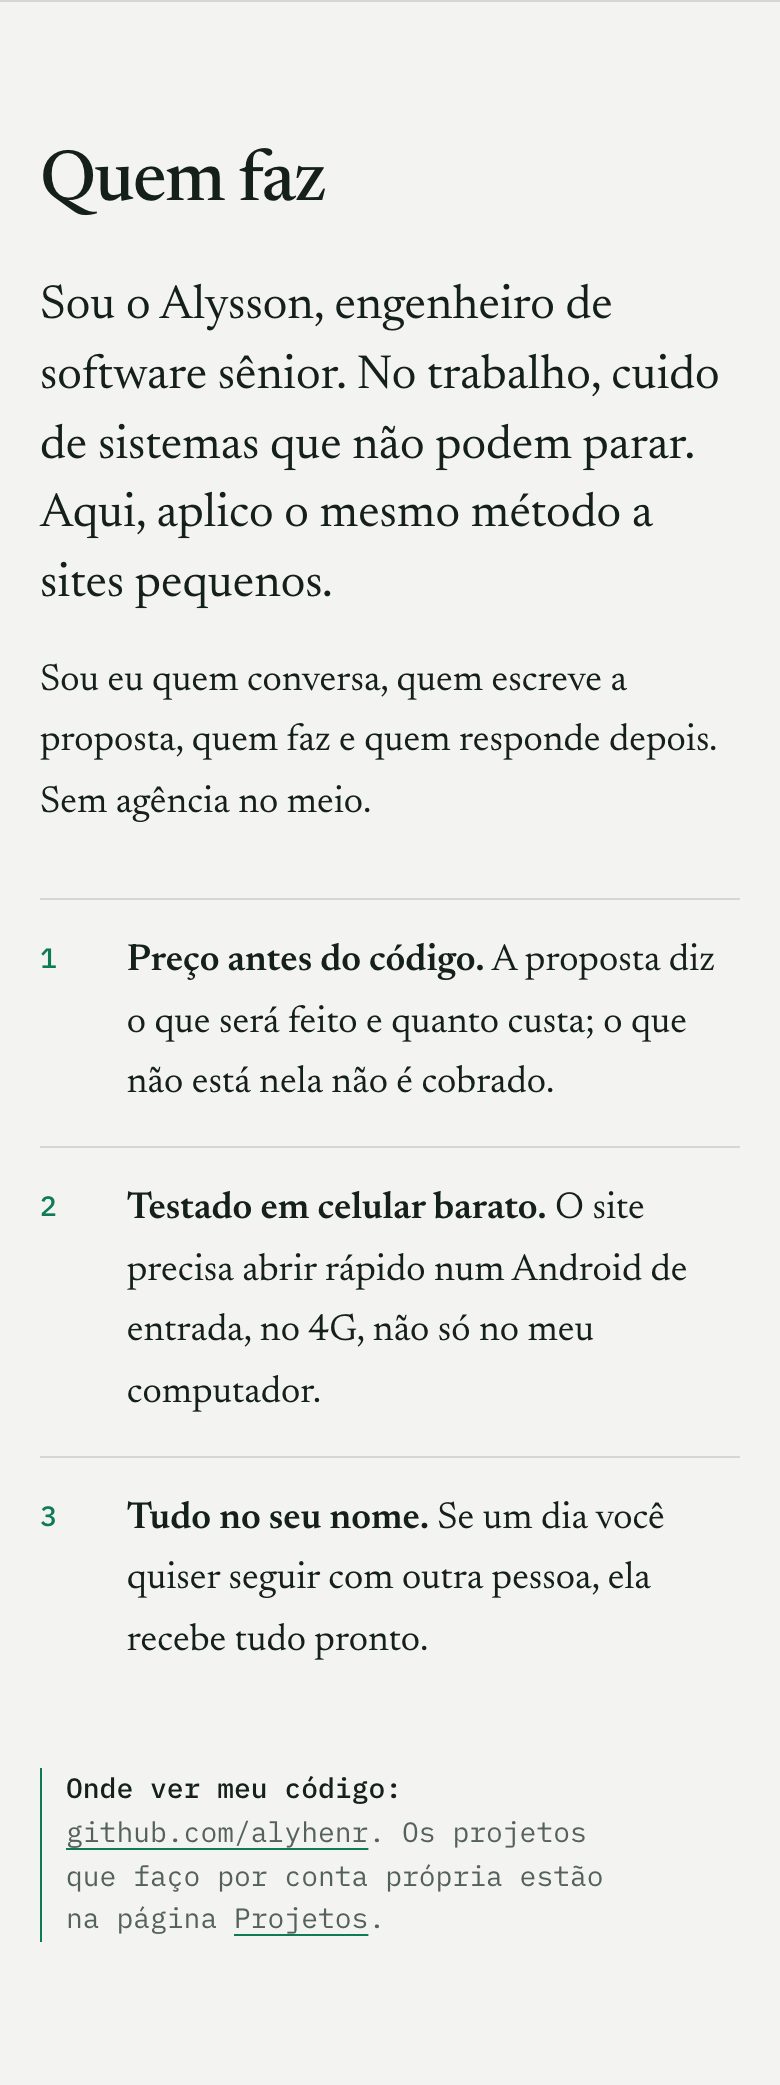 Quem faz
Sou o Alysson, engenheiro de
software sênior. No trabalho, cuido
de sistemas que não podem parar.
Aqui, aplico o mesmo método a
sites pequenos.
Sou eu quem conversa, quem escreve a
proposta, quem faz e quem responde depois.
Sem agência no meio.
1 Preço antes do código. A proposta diz
o que será feito e quanto custa; o que
não está nela não é cobrado.
2 Testado em celular barato. O site
precisa abrir rápido num Android de
entrada, no 4G, não só no meu
computador.
3 Tudo no seu nome. Se um dia você
quiser seguir com outra pessoa, ela
recebe tudo pronto.
Onde ver meu código:
github.com/alyhenr. Os projetos
que faço por conta própria estão
na página Projetos.